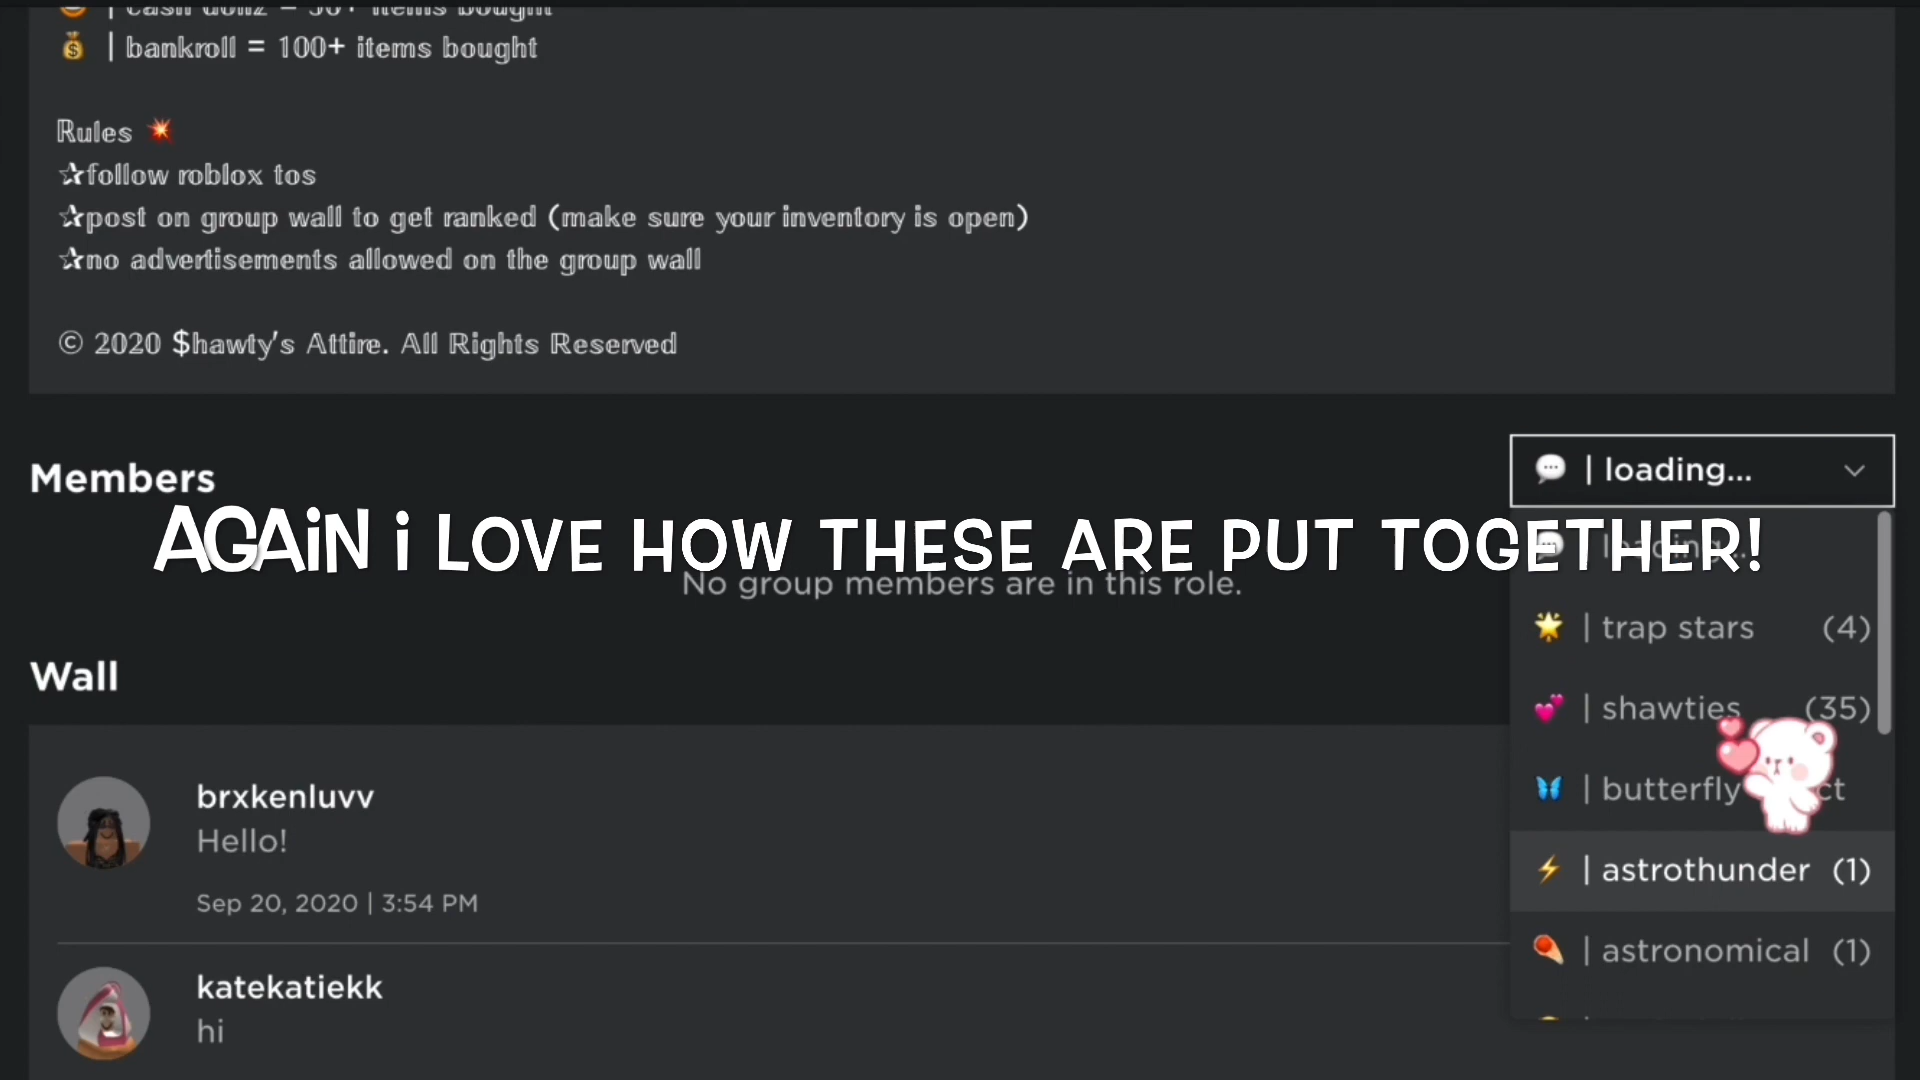 | bankroll = 100+ items bought
Rules
☆follow roblox tos
☆post on group wall to get ranked (make sure your inventory is open)
☆no advertisements allowed on the group wall
© 2020 $hawty's Attire. All Rights Reserved
Members
| loading...
AGAiN i LOVE HOW THESE ARE PUT TOGETHER!
No group members are in this role.
| trap stars (4)
Wall
| shawties (35)
| butterfly
brxkenluvv
Hello!
| astrothunder (1)
Sep 20, 2020 | 3:54 PM
| astronomical (1)
katekatiekk
hi